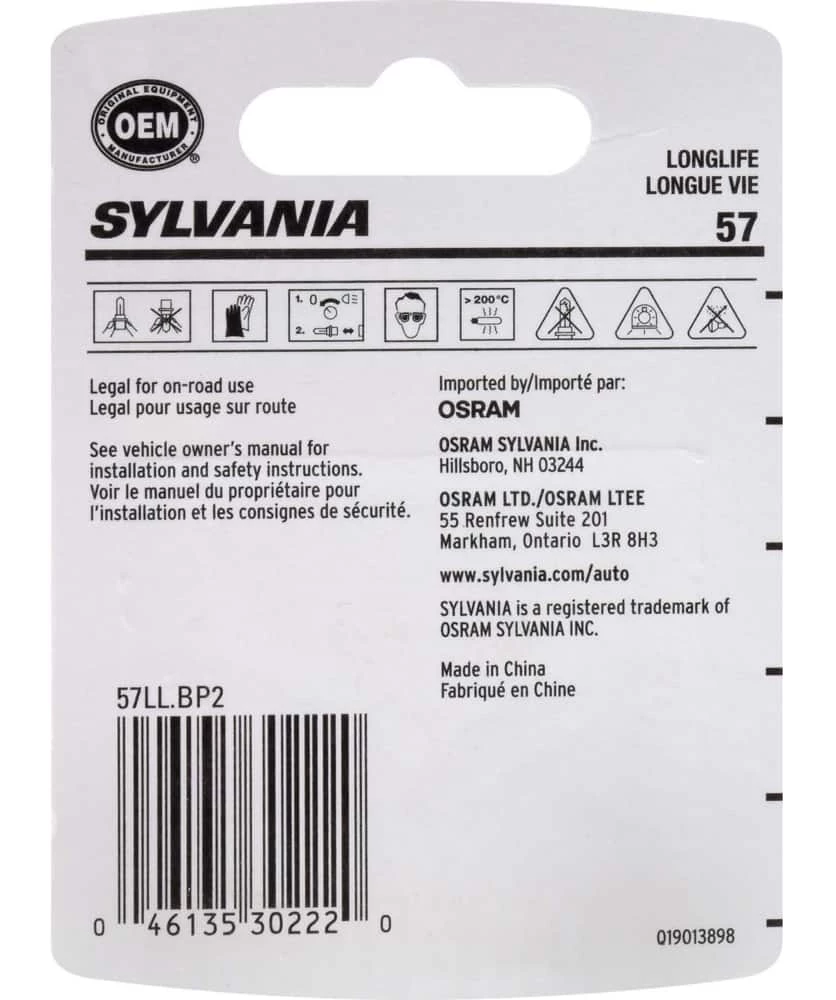 ORIGINAL EQUIPMENT
OEM
MANUFACTURER
®
SYLVANIA
LONGLIFE
LONGUE VIE
57
1. 0
2.
> 200°C
Legal for on-road use
Legal pour usage sur route
See vehicle owner's manual for
installation and safety instructions.
Voir le manuel du propriétaire pour
l'installation et les consignes de sécurité.
Imported by/Importé par:
OSRAM
OSRAM SYLVANIA Inc.
Hillsboro, NH 03244
OSRAM LTD./OSRAM LTEE
55 Renfrew Suite 201
Markham, Ontario L3R 8H3
www.sylvania.com/auto
SYLVANIA is a registered trademark of
OSRAM SYLVANIA INC.
Made in China
Fabriqué en Chine
57LL.BP2
0 46135 30222 0
Q19013898